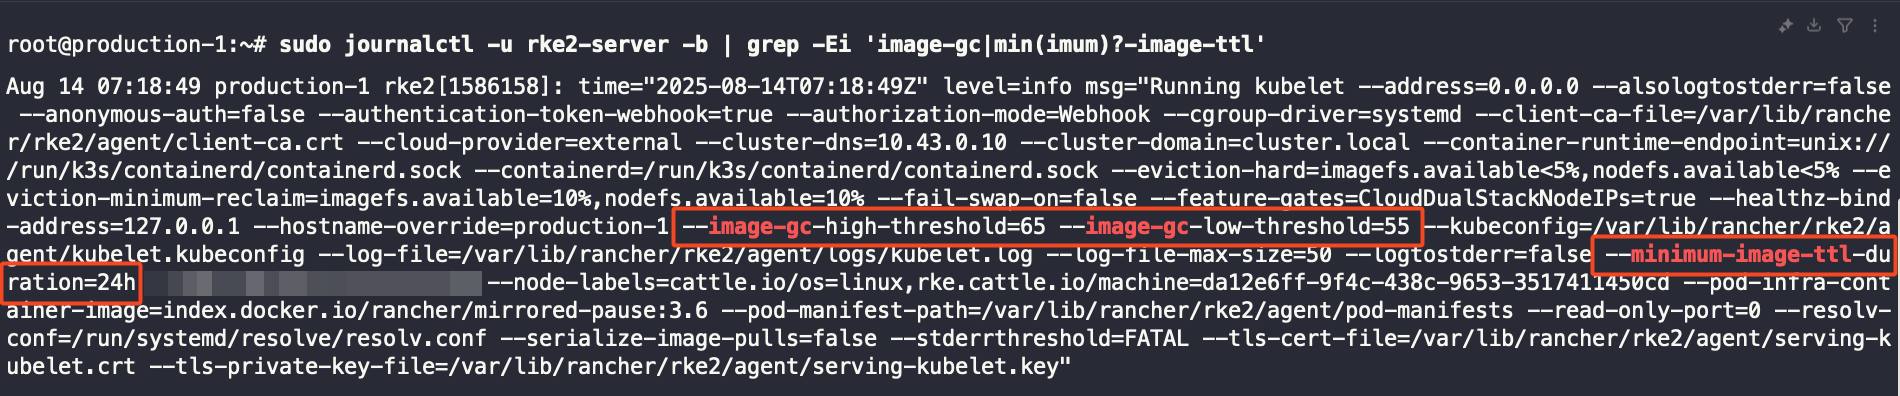 root@production-1:~# sudo journalctl -u rke2-server -b | grep -Ei 'image-gc|min(imum)?-image-ttl'
Aug 14 07:18:49 production-1 rke2[1586158]: time="2025-08-14T07:18:49Z" level=info msg="Running kubelet --address=0.0.0.0 --alsologtostderr=false
--anonymous-auth=false --authentication-token-webhook=true --authorization-mode=Webhook --cgroup-driver=systemd --client-ca-file=/var/lib/ranche
r/rke2/agent/client-ca.crt --cloud-provider=external --cluster-dns=10.43.0.10 --cluster-domain=cluster.local --container-runtime-endpoint=unix://
/run/k3s/containerd/containerd.sock --containerd=/run/k3s/containerd/containerd.sock --eviction-hard=imagefs.available<5%,nodefs.available<5% --e
viction-minimum-reclaim=imagefs.available=10%,nodefs.available=10% --fail-swap-on=false --feature-gates=CloudDualStackNodeIPs=true --healthz-bind
-address=127.0.0.1 --hostname-override=production-1 --image-gc-high-threshold=65 --image-gc-low-threshold=55 --kubeconfig=/var/lib/rancher/rke2/a
gent/kubelet.kubeconfig --log-file=/var/lib/rancher/rke2/agent/logs/kubelet.log --log-file-max-size=50 --logtostderr=false --minimum-image-ttl-du
ration=24h --node-labels=cattle.io/os=linux,rke.cattle.io/machine=da12e6ff-9f4c-438c-9653-3517411450cd --pod-infra-cont
ainer-image=index.docker.io/rancher/mirrored-pause:3.6 --pod-manifest-path=/var/lib/rancher/rke2/agent/pod-manifests --read-only-port=0 --resolv-
conf=/run/systemd/resolve/resolv.conf --serialize-image-pulls=false --stderrthreshold=FATAL --tls-cert-file=/var/lib/rancher/rke2/agent/serving-k
ubelet.crt --tls-private-key-file=/var/lib/rancher/rke2/agent/serving-kubelet.key"